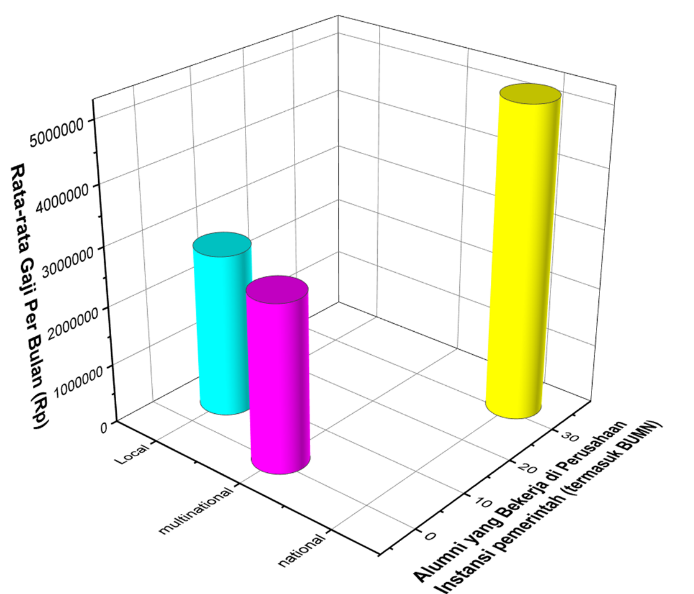 Rata-rata Gaji Per Bulan (Rp)
5000000
4000000
3000000
2000000
1000000
0
Local
multinational
national
0
10
20
30
Alumni yang Bekerja di Perusahaan
Instansi pemerintah (termasuk BUMN)